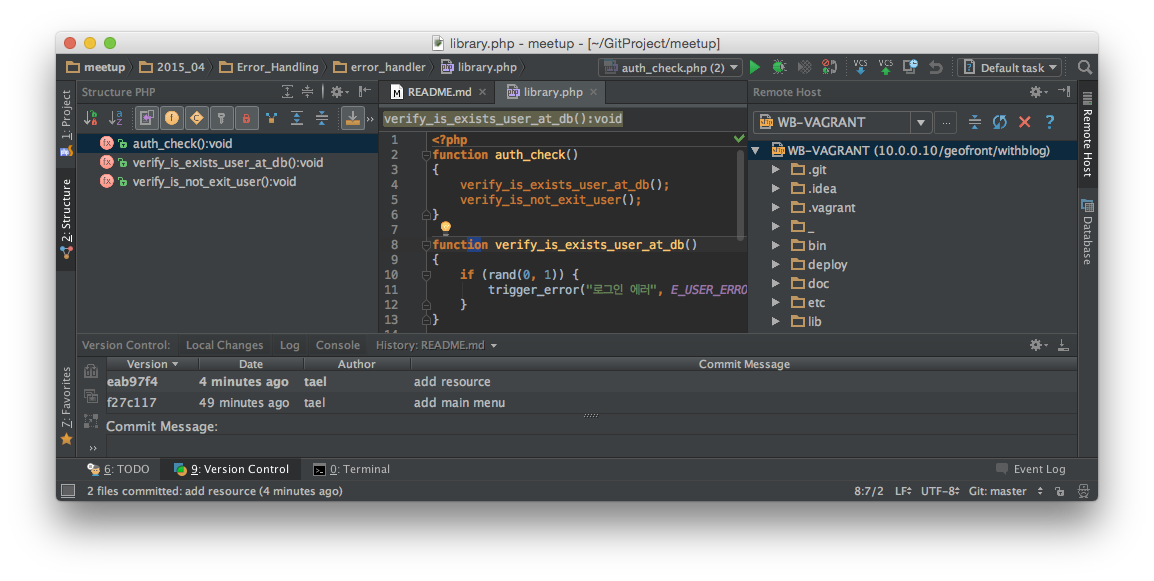 library.php - meetup - [~/GitProject/meetup]
meetup 2015_04 Error_Handling error_handler library.php auth_check.php (2) VCS VCS Default task
1: Project
2: Structure
Z: Favorites
Structure PHP
auth_check():void
verify_is_exists_user_at_db():void
verify_is_not_exit_user():void
README.md library.php
verify_is_exists_user_at_db():void
1 <?php
2 function auth_check()
3 {
4 verify_is_exists_user_at_db();
5 verify_is_not_exit_user();
6 }
7
8 function verify_is_exists_user_at_db()
9 {
10 if (rand(0, 1)) {
11 trigger_error("로그인 에러", E_USER_ERRO
12 }
13 }
Remote Host
WB-VAGRANT ... ?
WB-VAGRANT (10.0.0.10/geofront/withblog)
.git
.idea
.vagrant
_
bin
deploy
doc
etc
lib
Remote Host
Database
Version Control: Local Changes Log Console History: README.md
Version Date Author Commit Message
eab97f4 4 minutes ago tael add resource
f27c117 49 minutes ago tael add main menu
Commit Message:
6: TODO 9: Version Control 0: Terminal Event Log
2 files committed: add resource (4 minutes ago) 8:7/2 LF UTF-8 Git: master